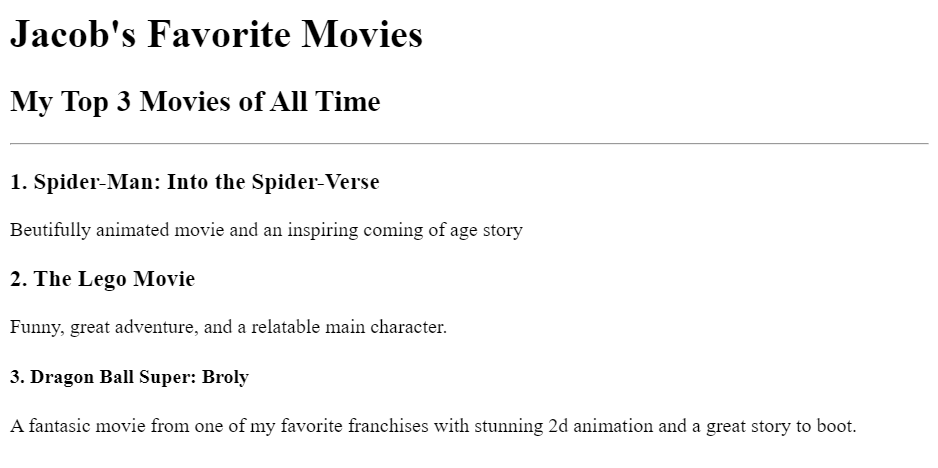 Jacob's Favorite Movies
My Top 3 Movies of All Time
1. Spider-Man: Into the Spider-Verse
Beutifully animated movie and an inspiring coming of age story
2. The Lego Movie
Funny, great adventure, and a relatable main character.
3. Dragon Ball Super: Broly
A fantasic movie from one of my favorite franchises with stunning 2d animation and a great story to boot.